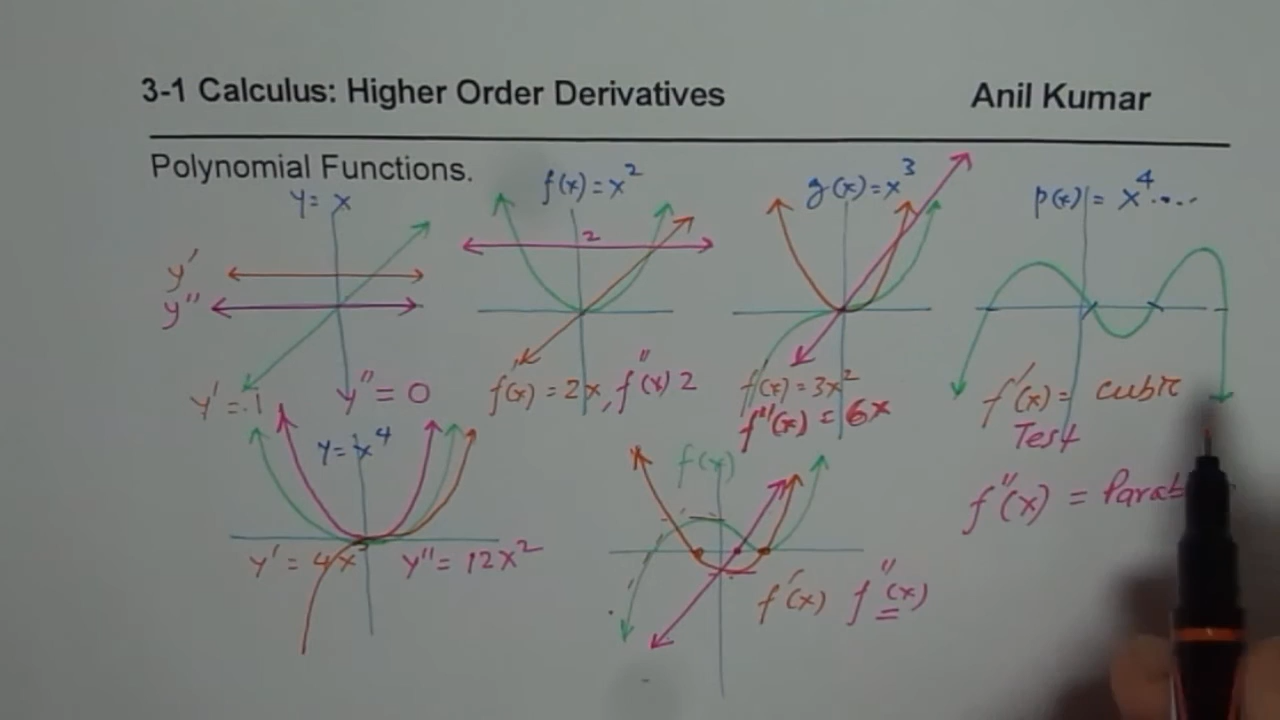 3-1 Calculus: Higher Order Derivatives
Anil Kumar
Polynomial Functions.
y = x
y'
y"
y' = 1
y" = 0
f(x) = x²
2
f'(x) = 2x, f"(x) 2
g(x) = x³
f'(x) = 3x²
f"(x) = 6x
p(x) = x⁴....
f'(x) = cubic
Test
f"(x) = Parab
y = x⁴
y' = 4x³
y" = 12x²
f(x)
f'(x) f"(x)